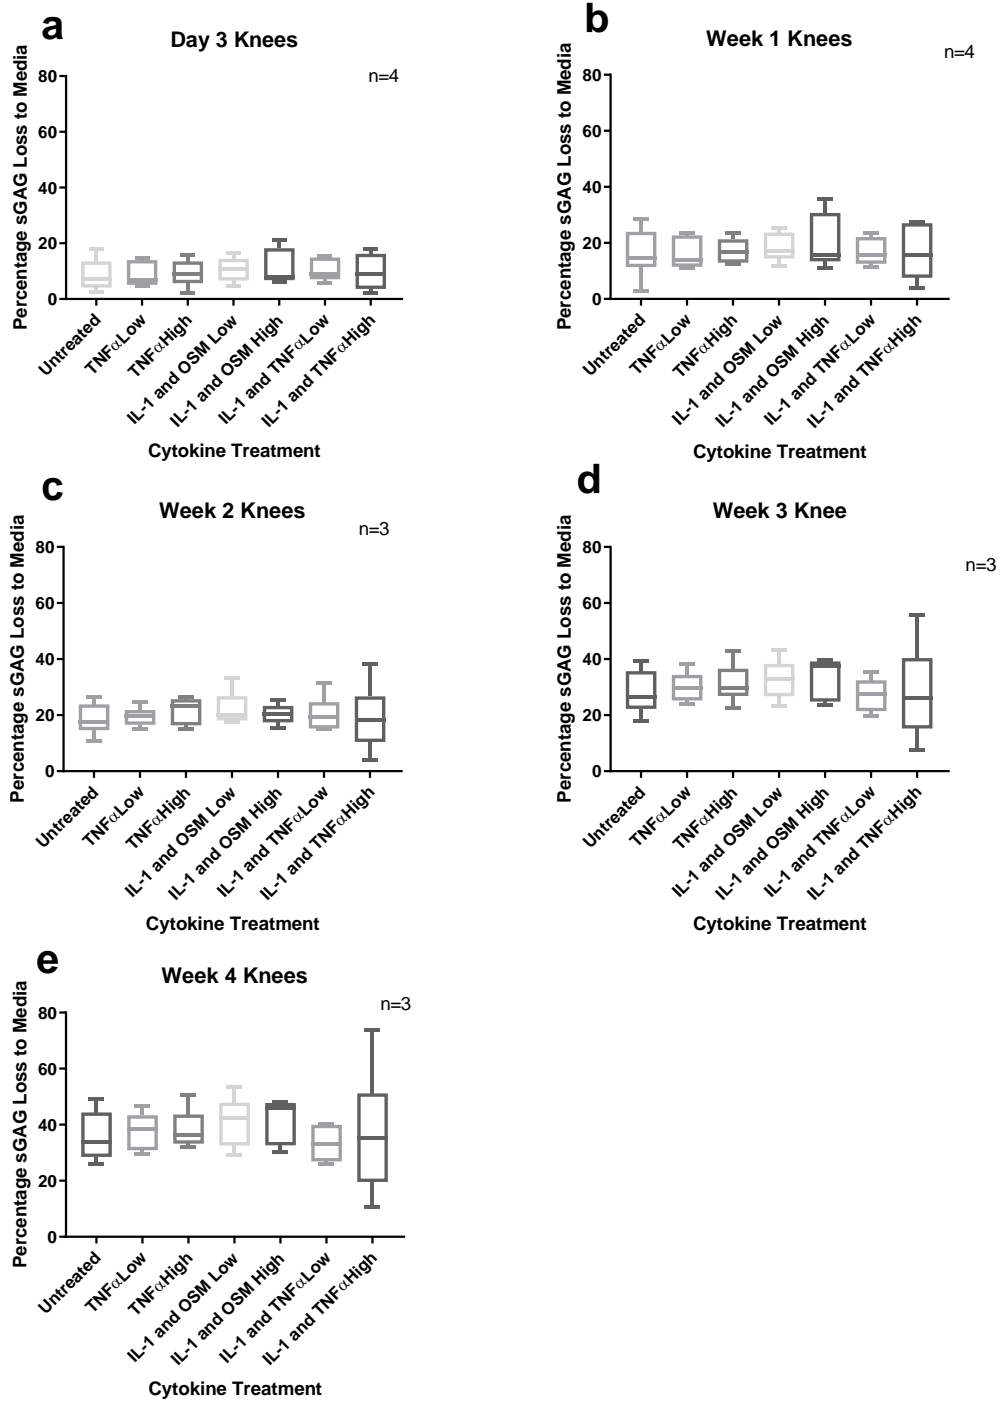 a
Day 3 Knees
n=4
Percentage sGAG Loss to Media
80
60
40
20
0
Untreated
TNFαLow
TNFαHigh
IL-1 and OSM Low
IL-1 and OSM High
IL-1 and TNFαLow
IL-1 and TNFαHigh
Cytokine Treatment
b
Week 1 Knees
n=4
Percentage sGAG Loss to Media
80
60
40
20
0
Untreated
TNFαLow
TNFαHigh
IL-1 and OSM Low
IL-1 and OSM High
IL-1 and TNFαLow
IL-1 and TNFαHigh
Cytokine Treatment
c
Week 2 Knees
n=3
Percentage sGAG Loss to Media
80
60
40
20
0
Untreated
TNFαLow
TNFαHigh
IL-1 and OSM Low
IL-1 and OSM High
IL-1 and TNFαLow
IL-1 and TNFαHigh
Cytokine Treatment
d
Week 3 Knee
n=3
Percentage sGAG Loss to Media
80
60
40
20
0
Untreated
TNFαLow
TNFαHigh
IL-1 and OSM Low
IL-1 and OSM High
IL-1 and TNFαLow
IL-1 and TNFαHigh
Cytokine Treatment
e
Week 4 Knees
n=3
Percentage sGAG Loss to Media
80
60
40
20
0
Untreated
TNFαLow
TNFαHigh
IL-1 and OSM Low
IL-1 and OSM High
IL-1 and TNFαLow
IL-1 and TNFαHigh
Cytokine Treatment